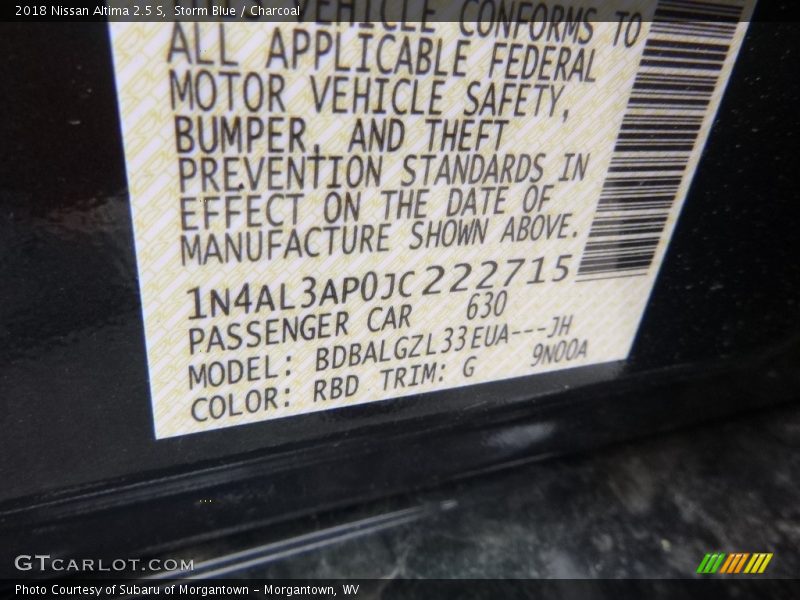 2018 Nissan Altima 2.5 S, Storm Blue / Charcoal
VEHICLE CONFORMS TO
ALL APPLICABLE FEDERAL
MOTOR VEHICLE SAFETY,
BUMPER, AND THEFT
PREVENTION STANDARDS IN
EFFECT ON THE DATE OF
MANUFACTURE SHOWN ABOVE.
1N4AL3AP0JC222715
PASSENGER CAR 630
MODEL: BDBALGZL33EUA---JH
COLOR: RBD TRIM: G 9N00A
GTCARLOT.COM
Photo Courtesy of Subaru of Morgantown - Morgantown, WV